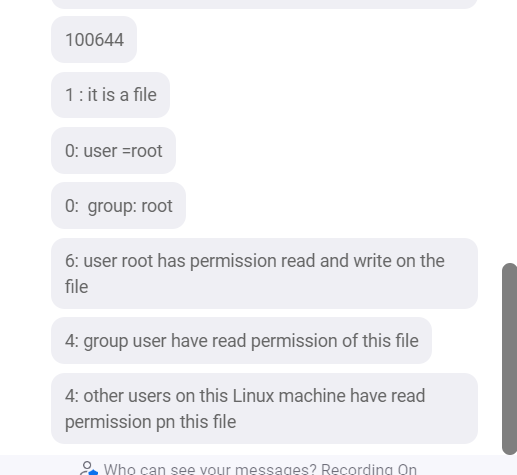 100644
1 : it is a file
0: user =root
0:  group: root
6: user root has permission read and write on the
file
4: group user have read permission of this file
4: other users on this Linux machine have read
permission pn this file
Who can see your messages? Recording On